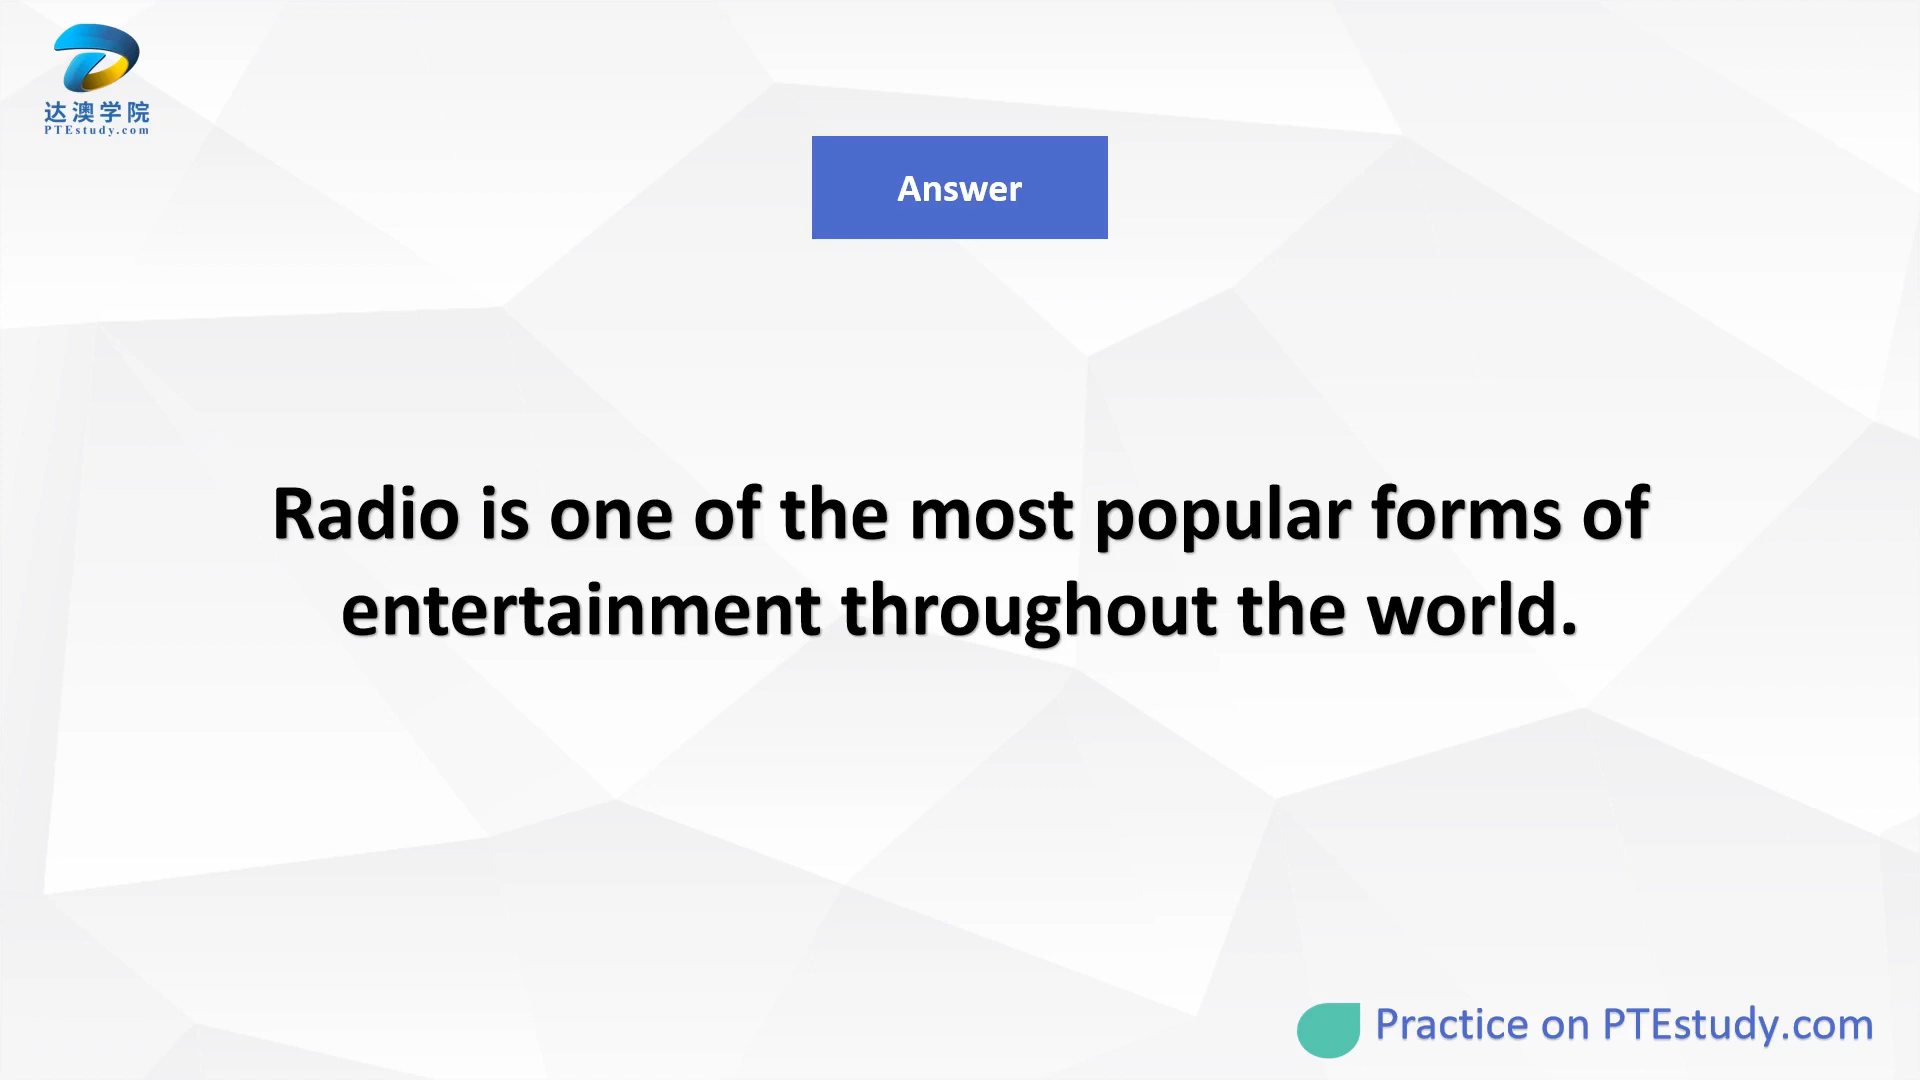 达澳学院
PTEstudy.com
Answer
Radio is one of the most popular forms of
entertainment throughout the world.
Practice on PTEstudy.com